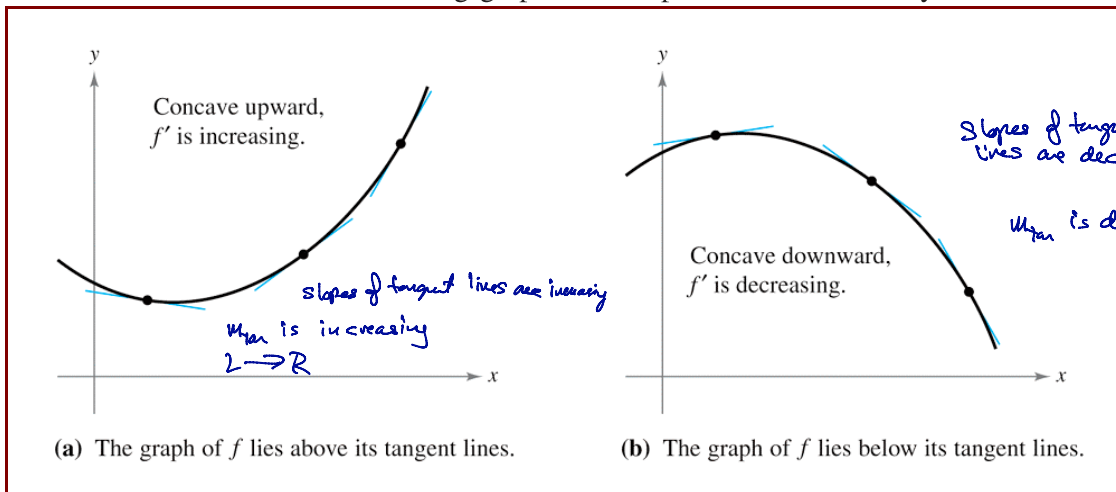 y
Concave upward,
f′ is increasing.
slopes of tangent lines are increasing
m_tan is increasing
L → R
x
(a) The graph of f lies above its tangent lines.
y
slopes of tange
lines are dec
m_tan is d
Concave downward,
f′ is decreasing.
x
(b) The graph of f lies below its tangent lines.